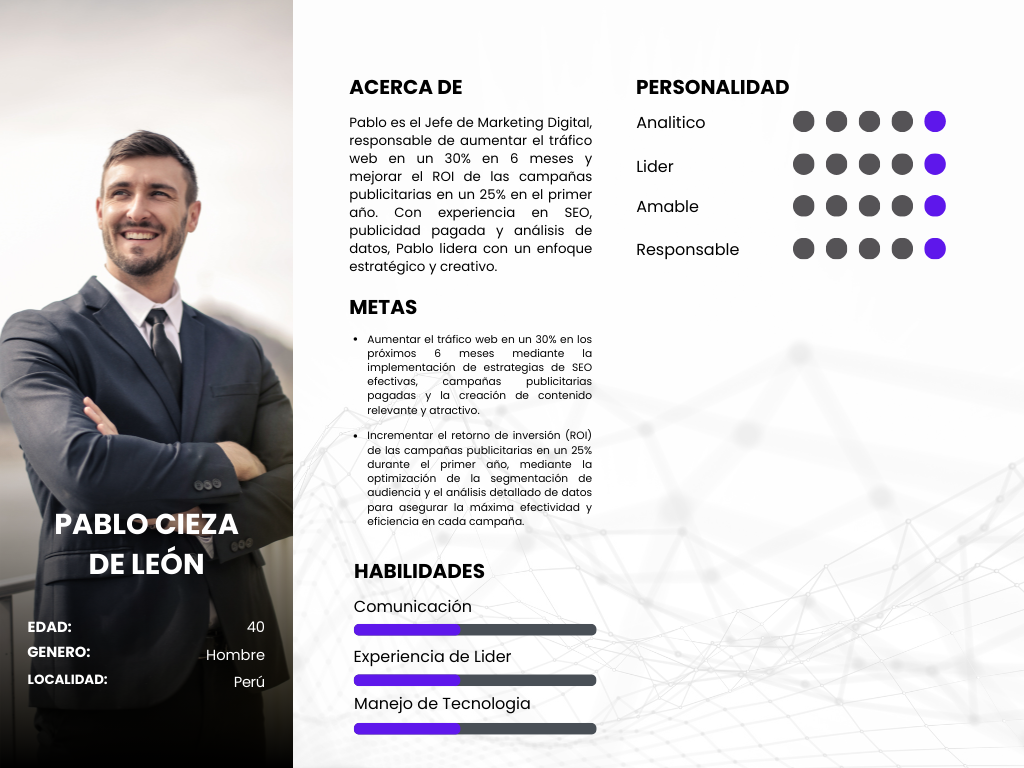 PABLO CIEZA
DE LEÓN
EDAD: 40
GENERO: Hombre
LOCALIDAD: Perú
ACERCA DE
Pablo es el Jefe de Marketing Digital,
responsable de aumentar el tráfico
web en un 30% en 6 meses y
mejorar el ROI de las campañas
publicitarias en un 25% en el primer
año. Con experiencia en SEO,
publicidad pagada y análisis de
datos, Pablo lidera con un enfoque
estratégico y creativo.
METAS
• Aumentar el tráfico web en un 30% en los
próximos 6 meses mediante la
implementación de estrategias de SEO
efectivas, campañas publicitarias
pagadas y la creación de contenido
relevante y atractivo.
• Incrementar el retorno de inversión (ROI)
de las campañas publicitarias en un 25%
durante el primer año, mediante la
optimización de la segmentación de
audiencia y el análisis detallado de datos
para asegurar la máxima efectividad y
eficiencia en cada campaña.
HABILIDADES
Comunicación
Experiencia de Lider
Manejo de Tecnologia
PERSONALIDAD
Analitico
Lider
Amable
Responsable